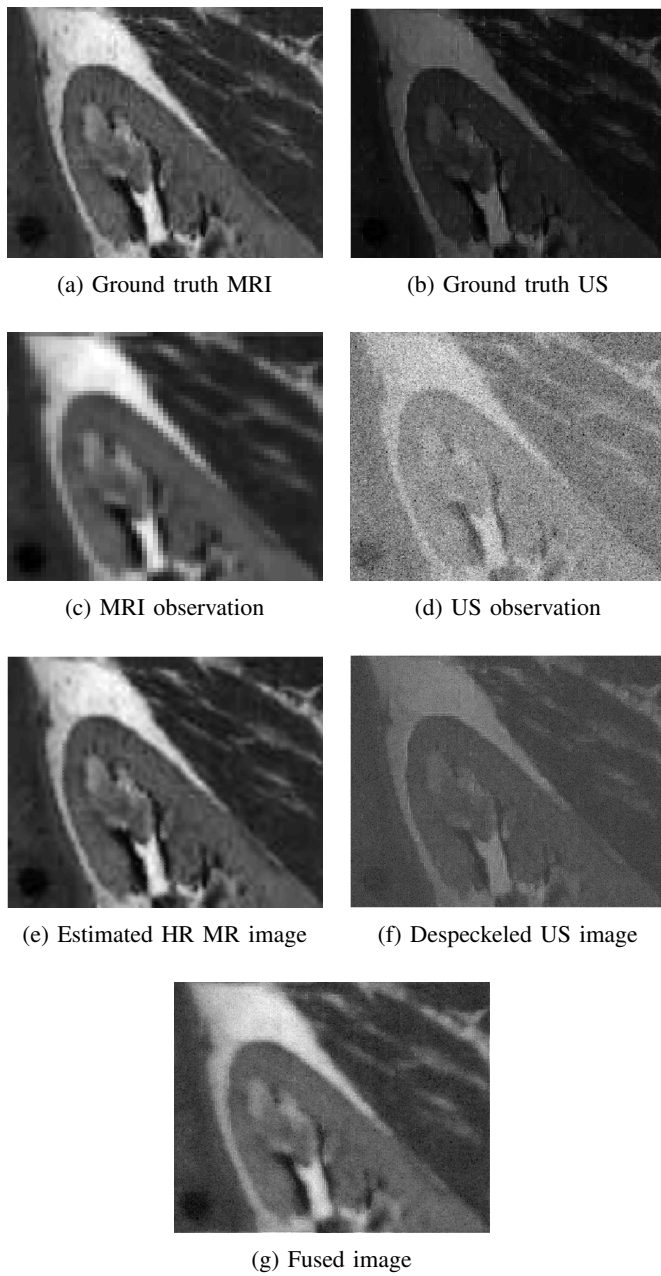 (a) Ground truth MRI
(b) Ground truth US
(c) MRI observation
(d) US observation
(e) Estimated HR MR image
(f) Despeckeled US image
(g) Fused image